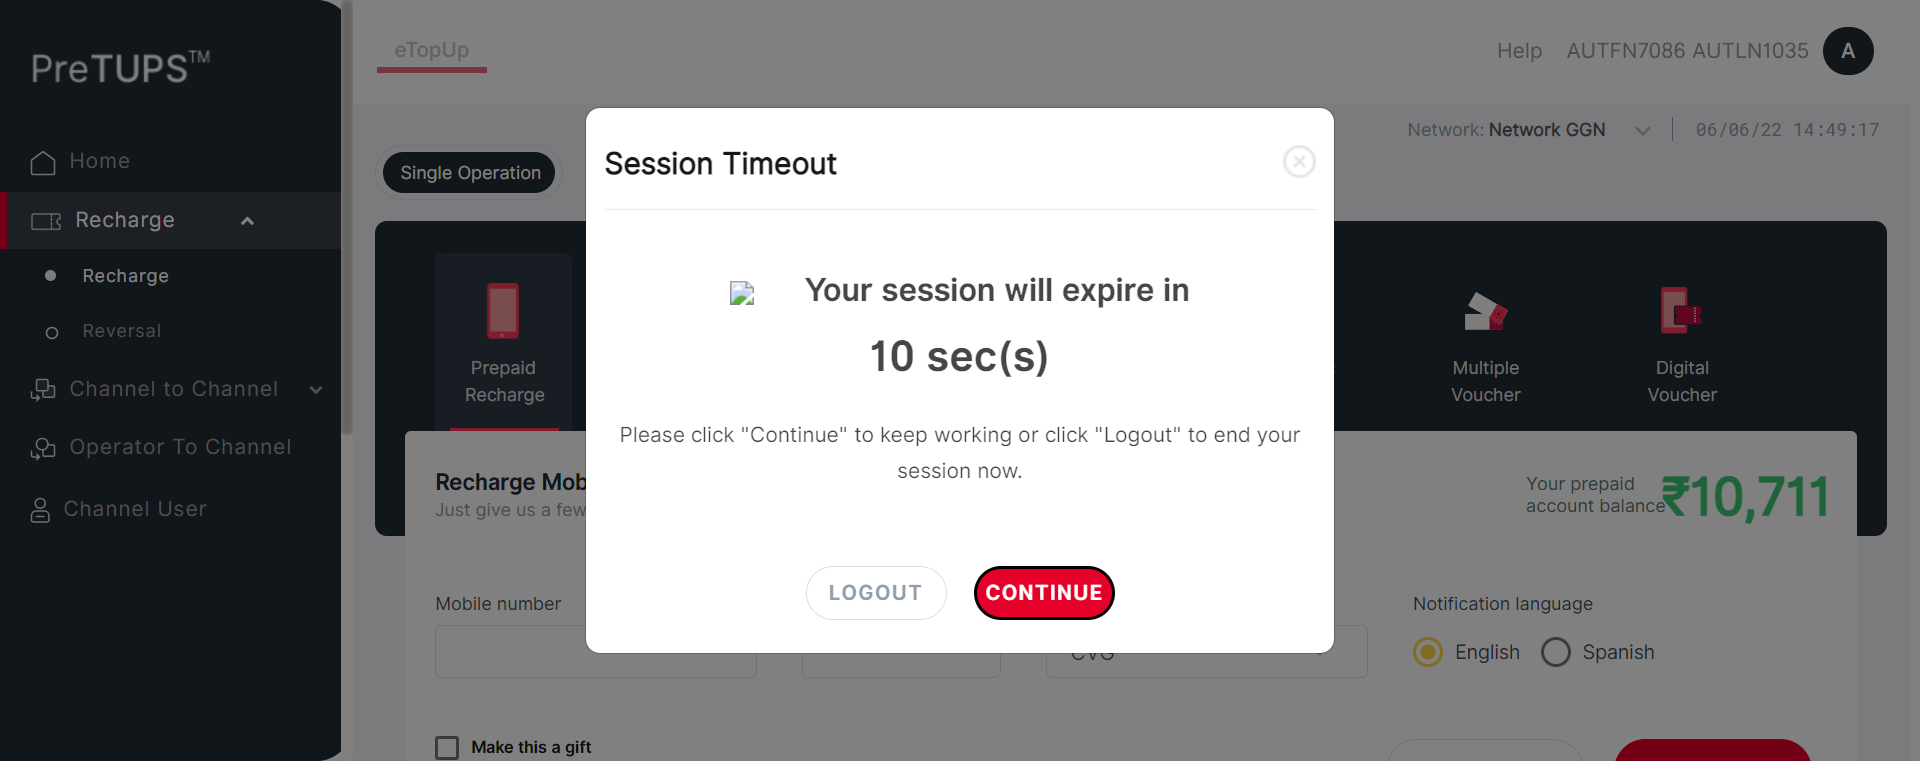 PreTUPS™
Home
Recharge
Recharge
Reversal
Channel to Channel
Operator To Channel
Channel User
eTopUp
Help
AUTFN7086 AUTLN1035
A
Network: Network GGN
06/06/22 14:49:17
Single Operation
Prepaid
Recharge
Multiple
Voucher
Digital
Voucher
Session Timeout
Your session will expire in
10 sec(s)
Please click "Continue" to keep working or click "Logout" to end your
session now.
LOGOUT
CONTINUE
Recharge Mob
Just give us a few
Your prepaid
account balance
₹10,711
Mobile number
CVG
Notification language
English
Spanish
Make this a gift